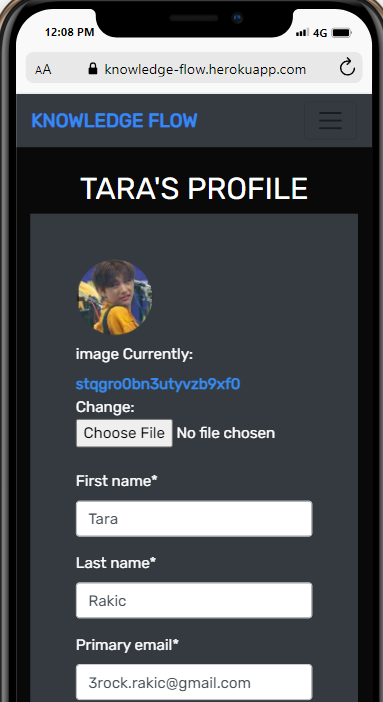 12:08 PM 4G
AA knowledge-flow.herokuapp.com
KNOWLEDGE FLOW
TARA'S PROFILE
image Currently:
stqgro0bn3utyvzb9xf0
Change:
Choose File No file chosen
First name*
Tara
Last name*
Rakic
Primary email*
3rock.rakic@gmail.com